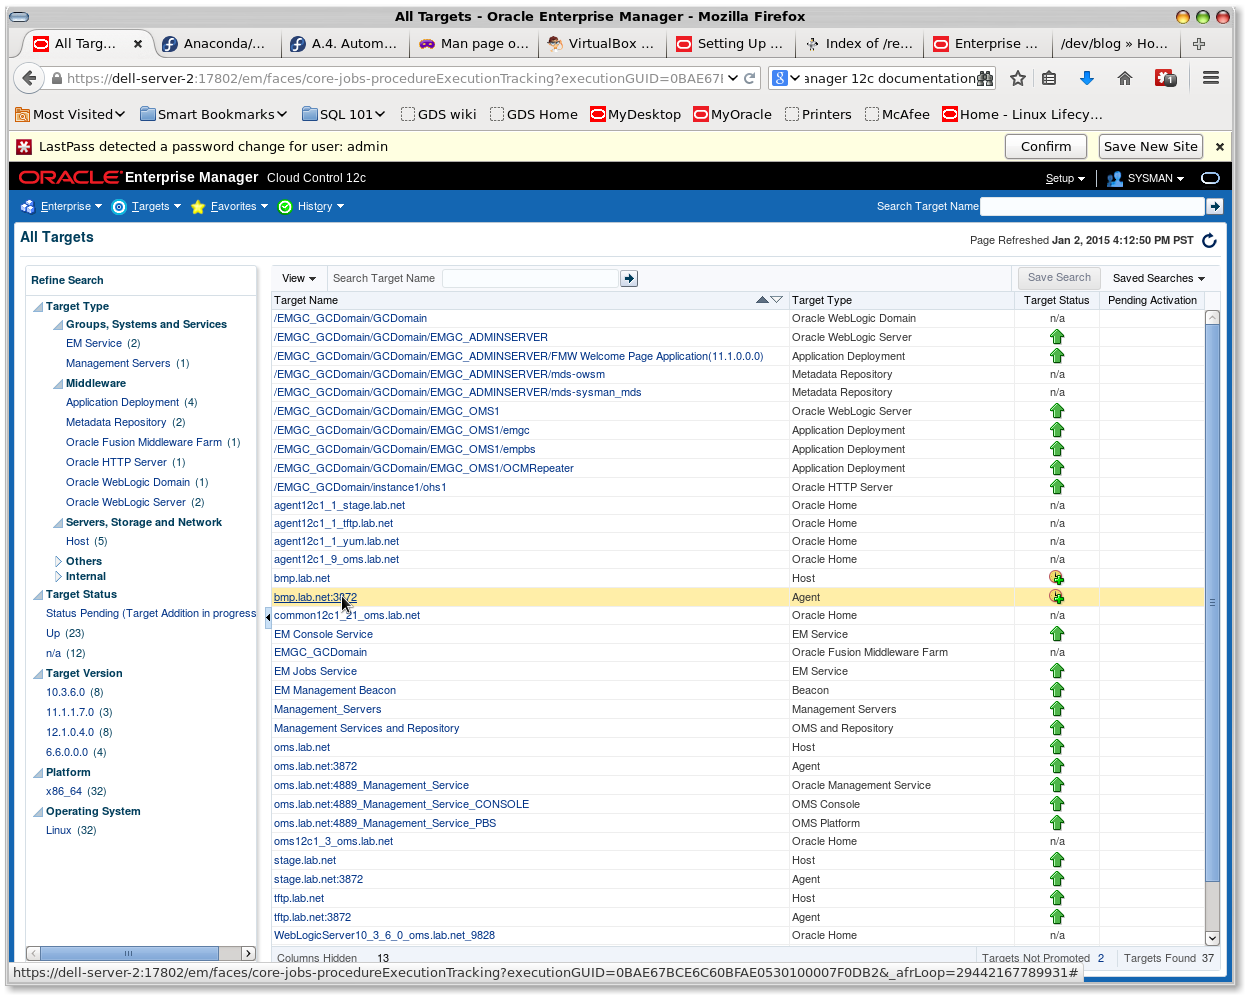 All Targets - Oracle Enterprise Manager - Mozilla Firefox
All Targ... Anaconda/... A.4. Autom... Man page o... VirtualBox ... Setting Up ... Index of /re... Enterprise ... /dev/blog » Ho...
https://dell-server-2:17802/em/faces/core-jobs-procedureExecutionTracking?executionGUID=0BAE67 anager 12c documentation
Most Visited Smart Bookmarks SQL 101 GDS wiki GDS Home MyDesktop MyOracle Printers McAfee Home - Linux Lifecy...
LastPass detected a password change for user: admin Confirm Save New Site
ORACLE Enterprise Manager Cloud Control 12c Setup SYSMAN
Enterprise Targets Favorites History Search Target Name
All Targets Page Refreshed Jan 2, 2015 4:12:50 PM PST
Refine Search
Target Type
Groups, Systems and Services
EM Service (2)
Management Servers (1)
Middleware
Application Deployment (4)
Metadata Repository (2)
Oracle Fusion Middleware Farm (1)
Oracle HTTP Server (1)
Oracle WebLogic Domain (1)
Oracle WebLogic Server (2)
Servers, Storage and Network
Host (5)
Others
Internal
Target Status
Status Pending (Target Addition in progress
Up (23)
n/a (12)
Target Version
10.3.6.0 (8)
11.1.1.7.0 (3)
12.1.0.4.0 (8)
6.6.0.0.0 (4)
Platform
x86_64 (32)
Operating System
Linux (32)
View Search Target Name Save Search Saved Searches
Target Name Target Type Target Status Pending Activation
/EMGC_GCDomain/GCDomain Oracle WebLogic Domain n/a
/EMGC_GCDomain/GCDomain/EMGC_ADMINSERVER Oracle WebLogic Server
/EMGC_GCDomain/GCDomain/EMGC_ADMINSERVER/FMW Welcome Page Application(11.1.0.0.0) Application Deployment
/EMGC_GCDomain/GCDomain/EMGC_ADMINSERVER/mds-owsm Metadata Repository n/a
/EMGC_GCDomain/GCDomain/EMGC_ADMINSERVER/mds-sysman_mds Metadata Repository n/a
/EMGC_GCDomain/GCDomain/EMGC_OMS1 Oracle WebLogic Server
/EMGC_GCDomain/GCDomain/EMGC_OMS1/emgc Application Deployment
/EMGC_GCDomain/GCDomain/EMGC_OMS1/empbs Application Deployment
/EMGC_GCDomain/GCDomain/EMGC_OMS1/OCMRepeater Application Deployment
/EMGC_GCDomain/instance1/ohs1 Oracle HTTP Server
agent12c1_1_stage.lab.net Oracle Home n/a
agent12c1_1_tftp.lab.net Oracle Home n/a
agent12c1_1_yum.lab.net Oracle Home n/a
agent12c1_9_oms.lab.net Oracle Home n/a
bmp.lab.net Host
bmp.lab.net:3872 Agent
common12c1_21_oms.lab.net Oracle Home n/a
EM Console Service EM Service
EMGC_GCDomain Oracle Fusion Middleware Farm n/a
EM Jobs Service EM Service
EM Management Beacon Beacon
Management_Servers Management Servers
Management Services and Repository OMS and Repository
oms.lab.net Host
oms.lab.net:3872 Agent
oms.lab.net:4889_Management_Service Oracle Management Service
oms.lab.net:4889_Management_Service_CONSOLE OMS Console
oms.lab.net:4889_Management_Service_PBS OMS Platform
oms12c1_3_oms.lab.net Oracle Home n/a
stage.lab.net Host
stage.lab.net:3872 Agent
tftp.lab.net Host
tftp.lab.net:3872 Agent
WebLogicServer10_3_6_0_oms.lab.net_9828 Oracle Home n/a
Columns Hidden 13 Targets Not Promoted 2 Targets Found 37
https://dell-server-2:17802/em/faces/core-jobs-procedureExecutionTracking?executionGUID=0BAE67BCE6C60BFAE0530100007F0DB2&_afrLoop=29442167789931#